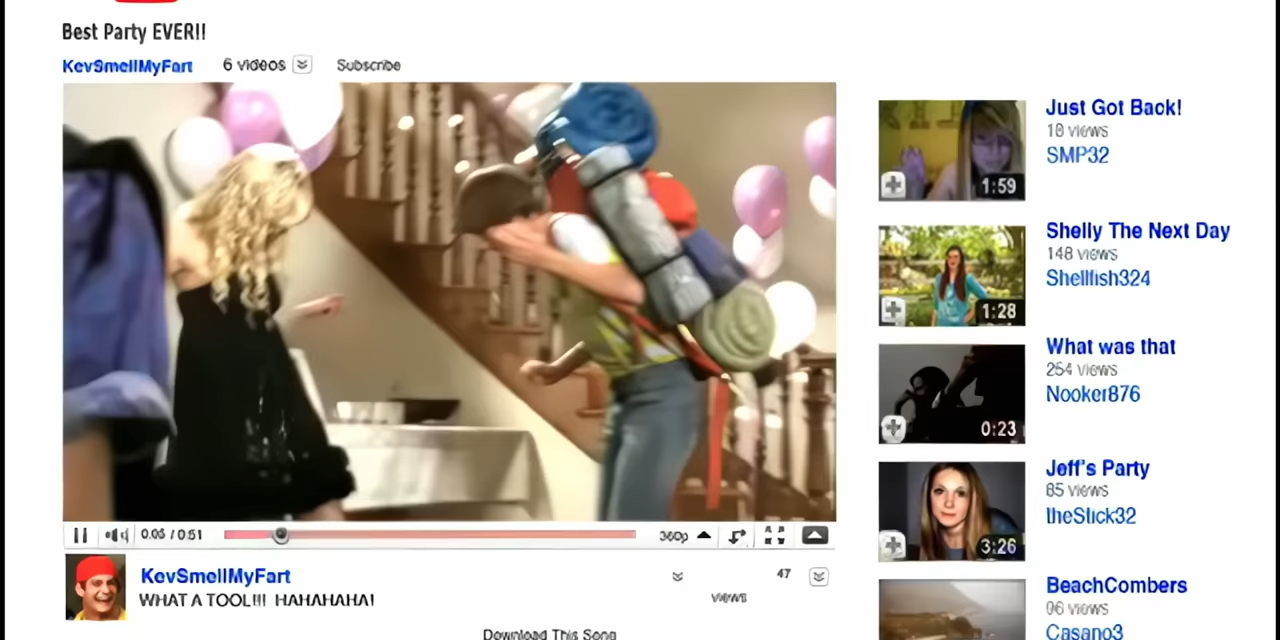 Best Party EVER!!
KevSmellMyFart 6 videos Subscribe
0:05 / 0:51 360p
KevSmellMyFart 47
WHAT A TOOL!!! HAHAHAHA! views
Download This Song
Just Got Back!
18 views
SMP32
1:59
Shelly The Next Day
148 views
Shellfish324
1:28
What was that
254 views
Nooker876
0:23
Jeff's Party
85 views
theSlick32
3:26
BeachCombers
96 views
Casano3